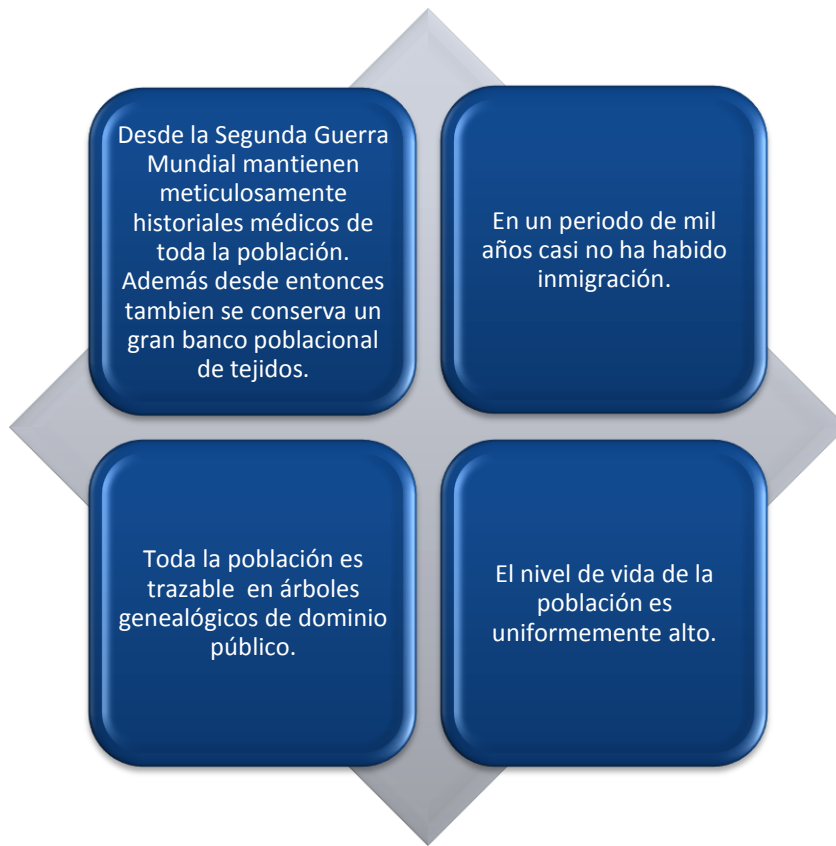 Desde la Segunda Guerra
Mundial mantienen
meticulosamente
historiales médicos de
toda la población.
Además desde entonces
tambien se conserva un
gran banco poblacional
de tejidos.
En un periodo de mil
años casi no ha habido
inmigración.
Toda la población es
trazable en árboles
genealógicos de dominio
público.
El nivel de vida de la
población es
uniformemente alto.